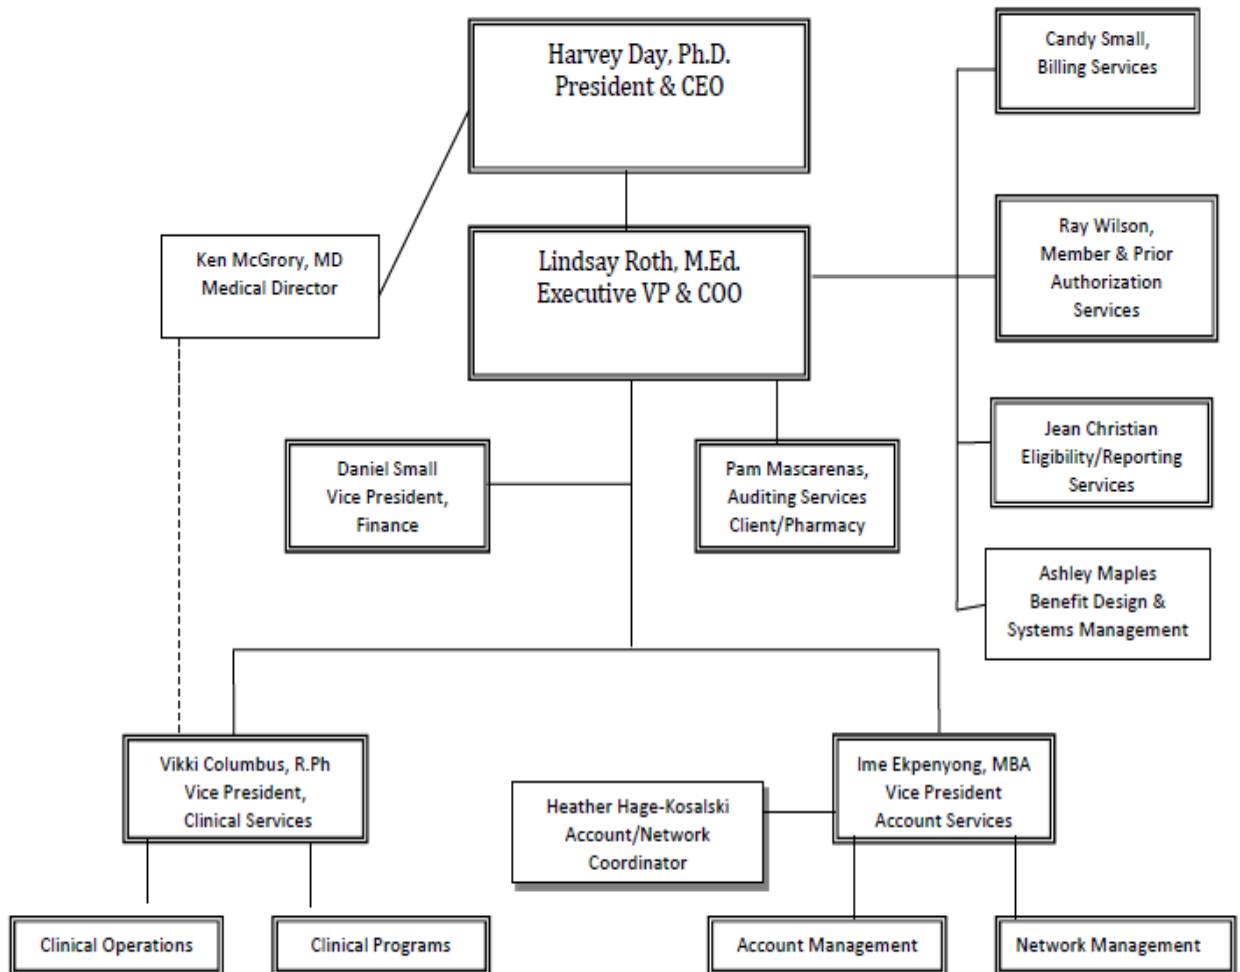 Harvey Day, Ph.D.
President & CEO
Candy Small,
Billing Services
Ken McGrory, MD
Medical Director
Lindsay Roth, M.Ed.
Executive VP & COO
Ray Wilson,
Member & Prior
Authorization
Services
Daniel Small
Vice President,
Finance
Pam Mascarenas,
Auditing Services
Client/Pharmacy
Jean Christian
Eligibility/Reporting
Services
Ashley Maples
Benefit Design &
Systems Management
Vikki Columbus, R.Ph
Vice President,
Clinical Services
Heather Hage-Kosalski
Account/Network
Coordinator
Ime Ekpenyong, MBA
Vice President
Account Services
Clinical Operations
Clinical Programs
Account Management
Network Management